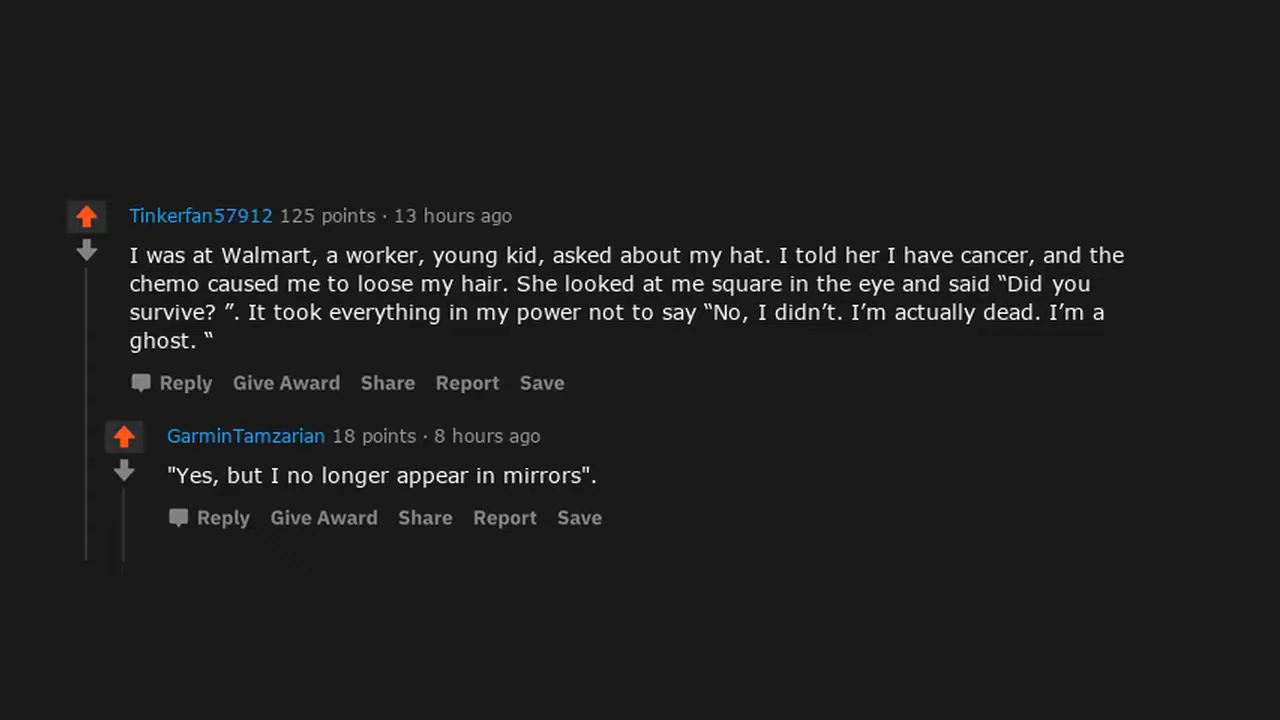 Tinkerfan57912 125 points · 13 hours ago
I was at Walmart, a worker, young kid, asked about my hat. I told her I have cancer, and the
chemo caused me to loose my hair. She looked at me square in the eye and said “Did you
survive? ”. It took everything in my power not to say “No, I didn’t. I’m actually dead. I’m a
ghost. “
Reply Give Award Share Report Save
GarminTamzarian 18 points · 8 hours ago
"Yes, but I no longer appear in mirrors".
Reply Give Award Share Report Save